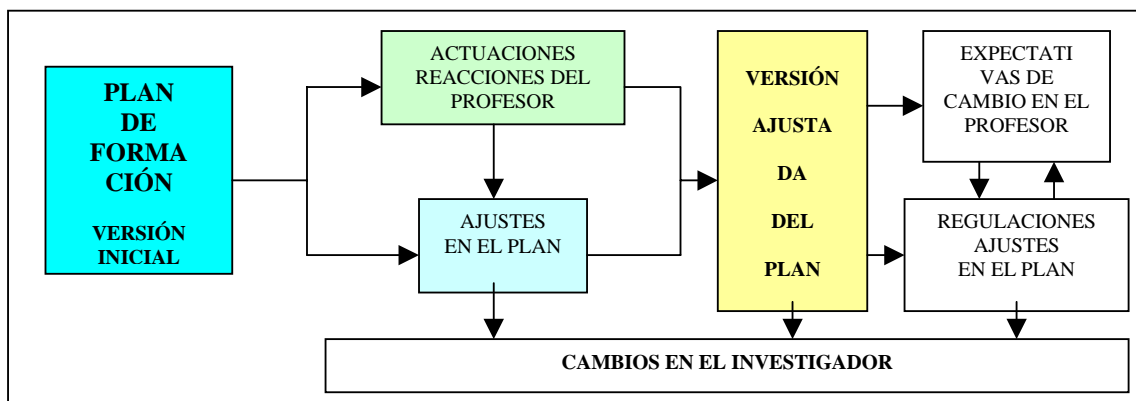 PLAN
DE
FORMA
CIÓN
VERSIÓN
INICIAL
ACTUACIONES
REACCIONES DEL
PROFESOR
AJUSTES
EN EL PLAN
VERSIÓN
AJUSTA
DA
DEL
PLAN
EXPECTATI
VAS DE
CAMBIO EN EL
PROFESOR
REGULACIONES
AJUSTES
EN EL PLAN
CAMBIOS EN EL INVESTIGADOR